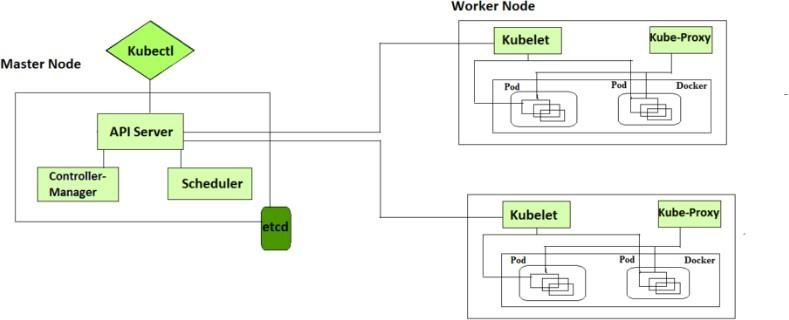 Worker Node
Kubectl
Kubelet
Kube-Proxy
Master Node
Pod
Pod
Docker
API Server
Controller-
Manager
Scheduler
etcd
Kubelet
Kube-Proxy
Pod
Pod
Docker